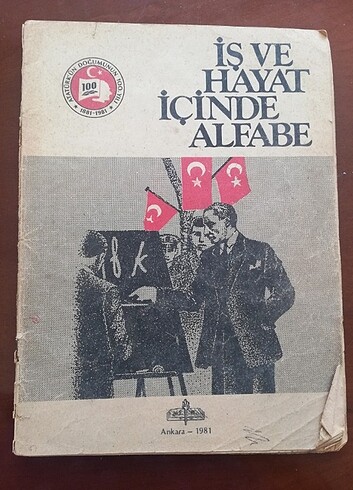 İŞ VE
HAYAT
İÇİNDE
ALFABE
ATATÜRK'ÜN DOĞUMUNUN 100. YILI
100
1881-1981
k
Ankara — 1981